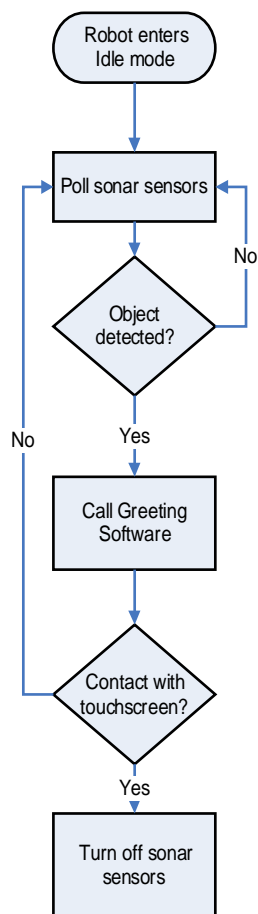 Robot enters
Idle mode
Poll sonar sensors
No
Object
detected?
No
Yes
Call Greeting
Software
Contact with
touchscreen?
Yes
Turn off sonar
sensors